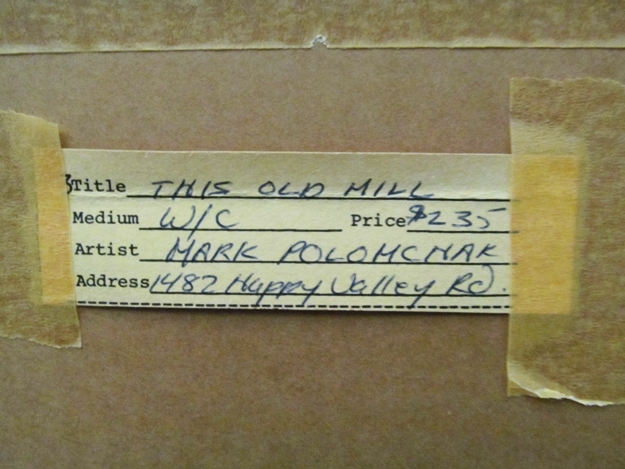 Title THIS OLD MILL
Medium W/C Price $235
Artist MARK POLOMCHAK
Address 1482 Happy Valley Rd.